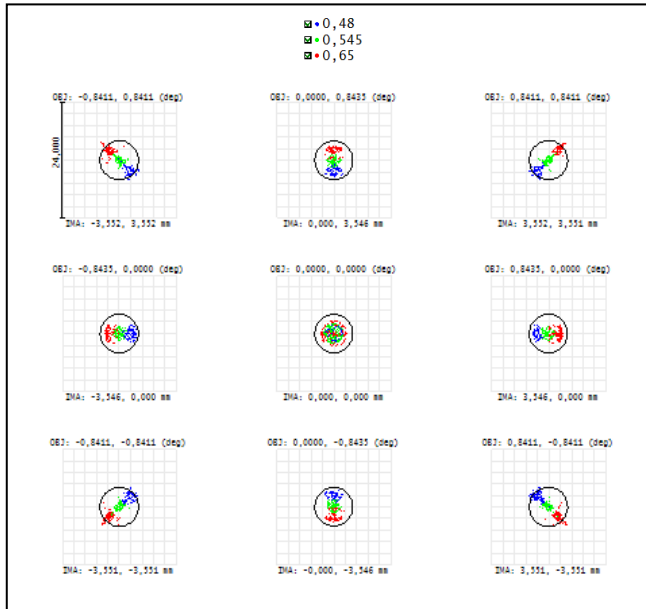 0,48
0,545
0,65
OBJ: -0,8411, 0,8411 (deg)
OBJ: 0,0000, 0,8435 (deg)
OBJ: 0,8411, 0,8411 (deg)
24,000
IMA: -3,552, 3,552 mm
IMA: 0,000, 3,546 mm
IMA: 3,552, 3,551 mm
OBJ: -0,8435, 0,0000 (deg)
OBJ: 0,0000, 0,0000 (deg)
OBJ: 0,8435, 0,0000 (deg)
IMA: -3,546, 0,000 mm
IMA: 0,000, 0,000 mm
IMA: 3,546, 0,000 mm
OBJ: -0,8411, -0,8411 (deg)
OBJ: 0,0000, -0,8435 (deg)
OBJ: 0,8411, -0,8411 (deg)
IMA: -3,551, -3,551 mm
IMA: -0,000, -3,546 mm
IMA: 3,551, -3,551 mm